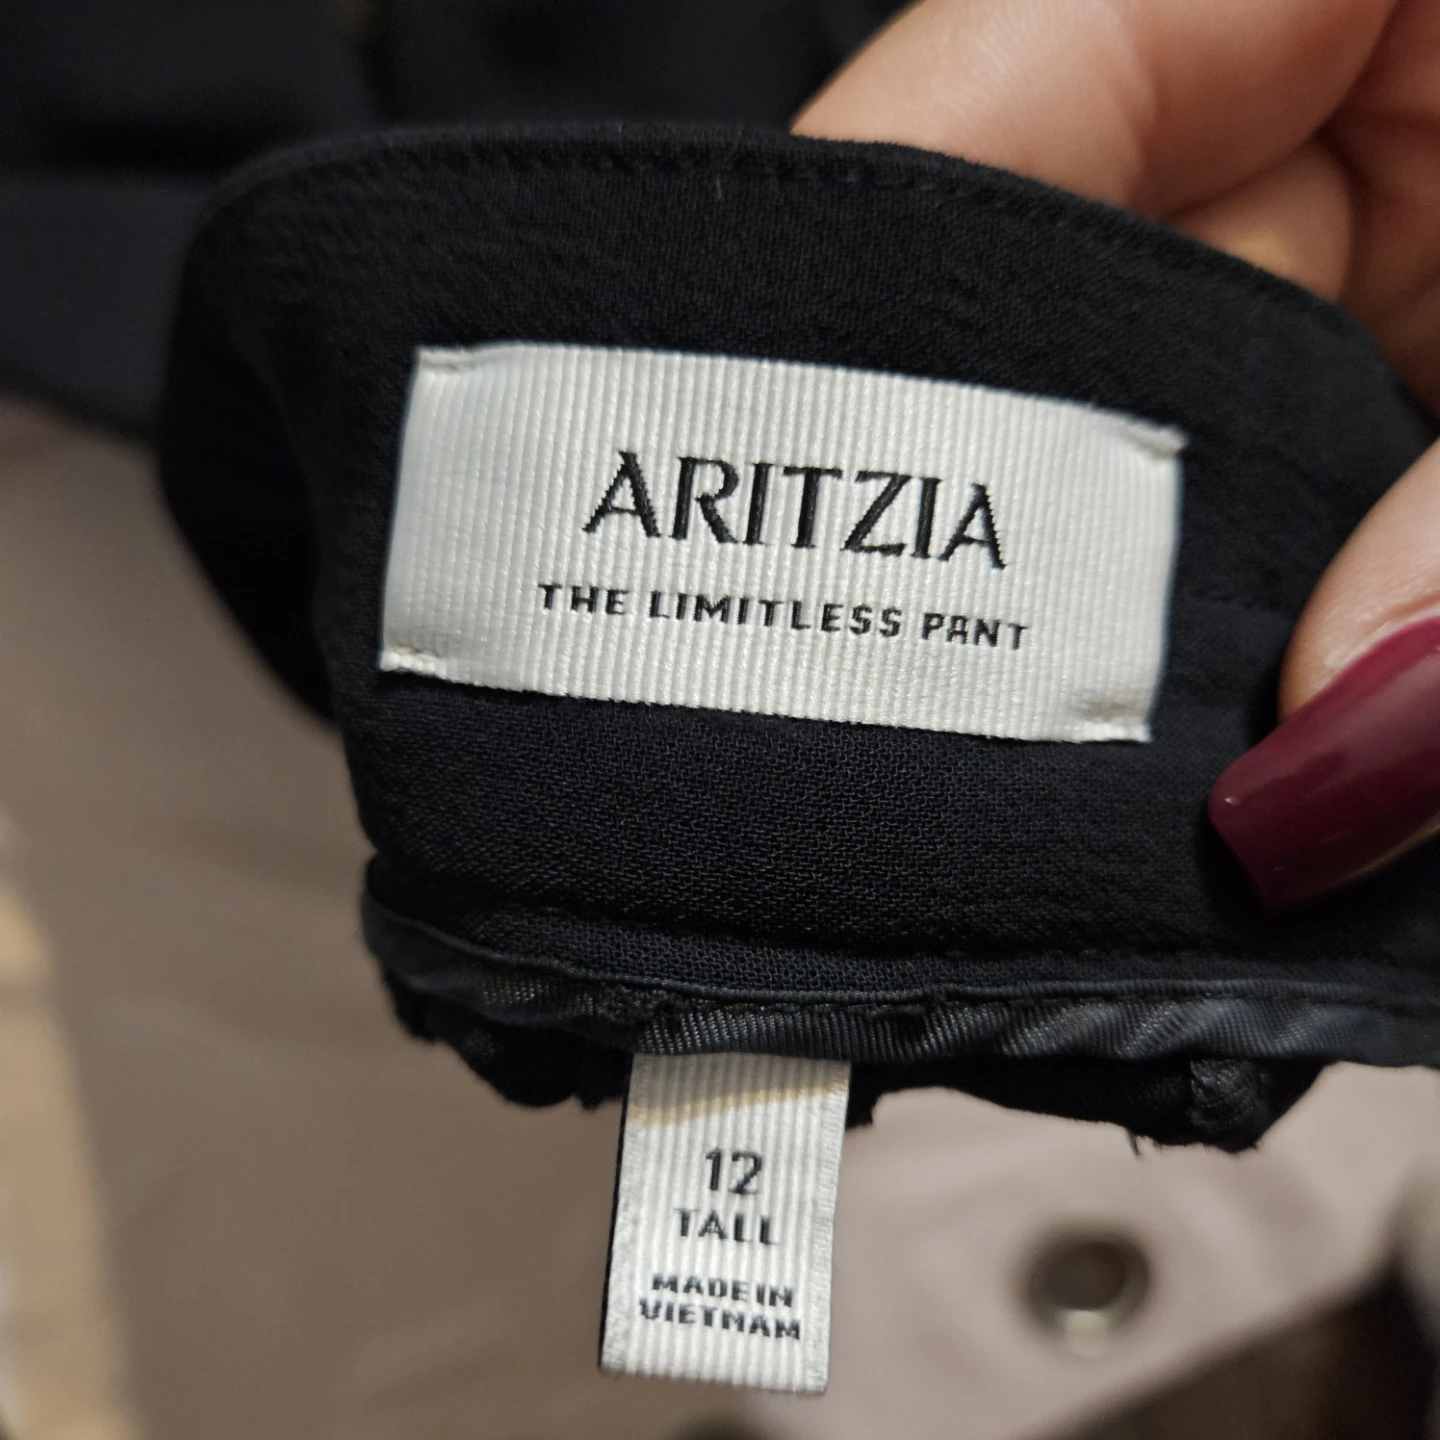 ARITZIA
THE LIMITLESS PANT
12
TALL
MADE IN
VIETNAM